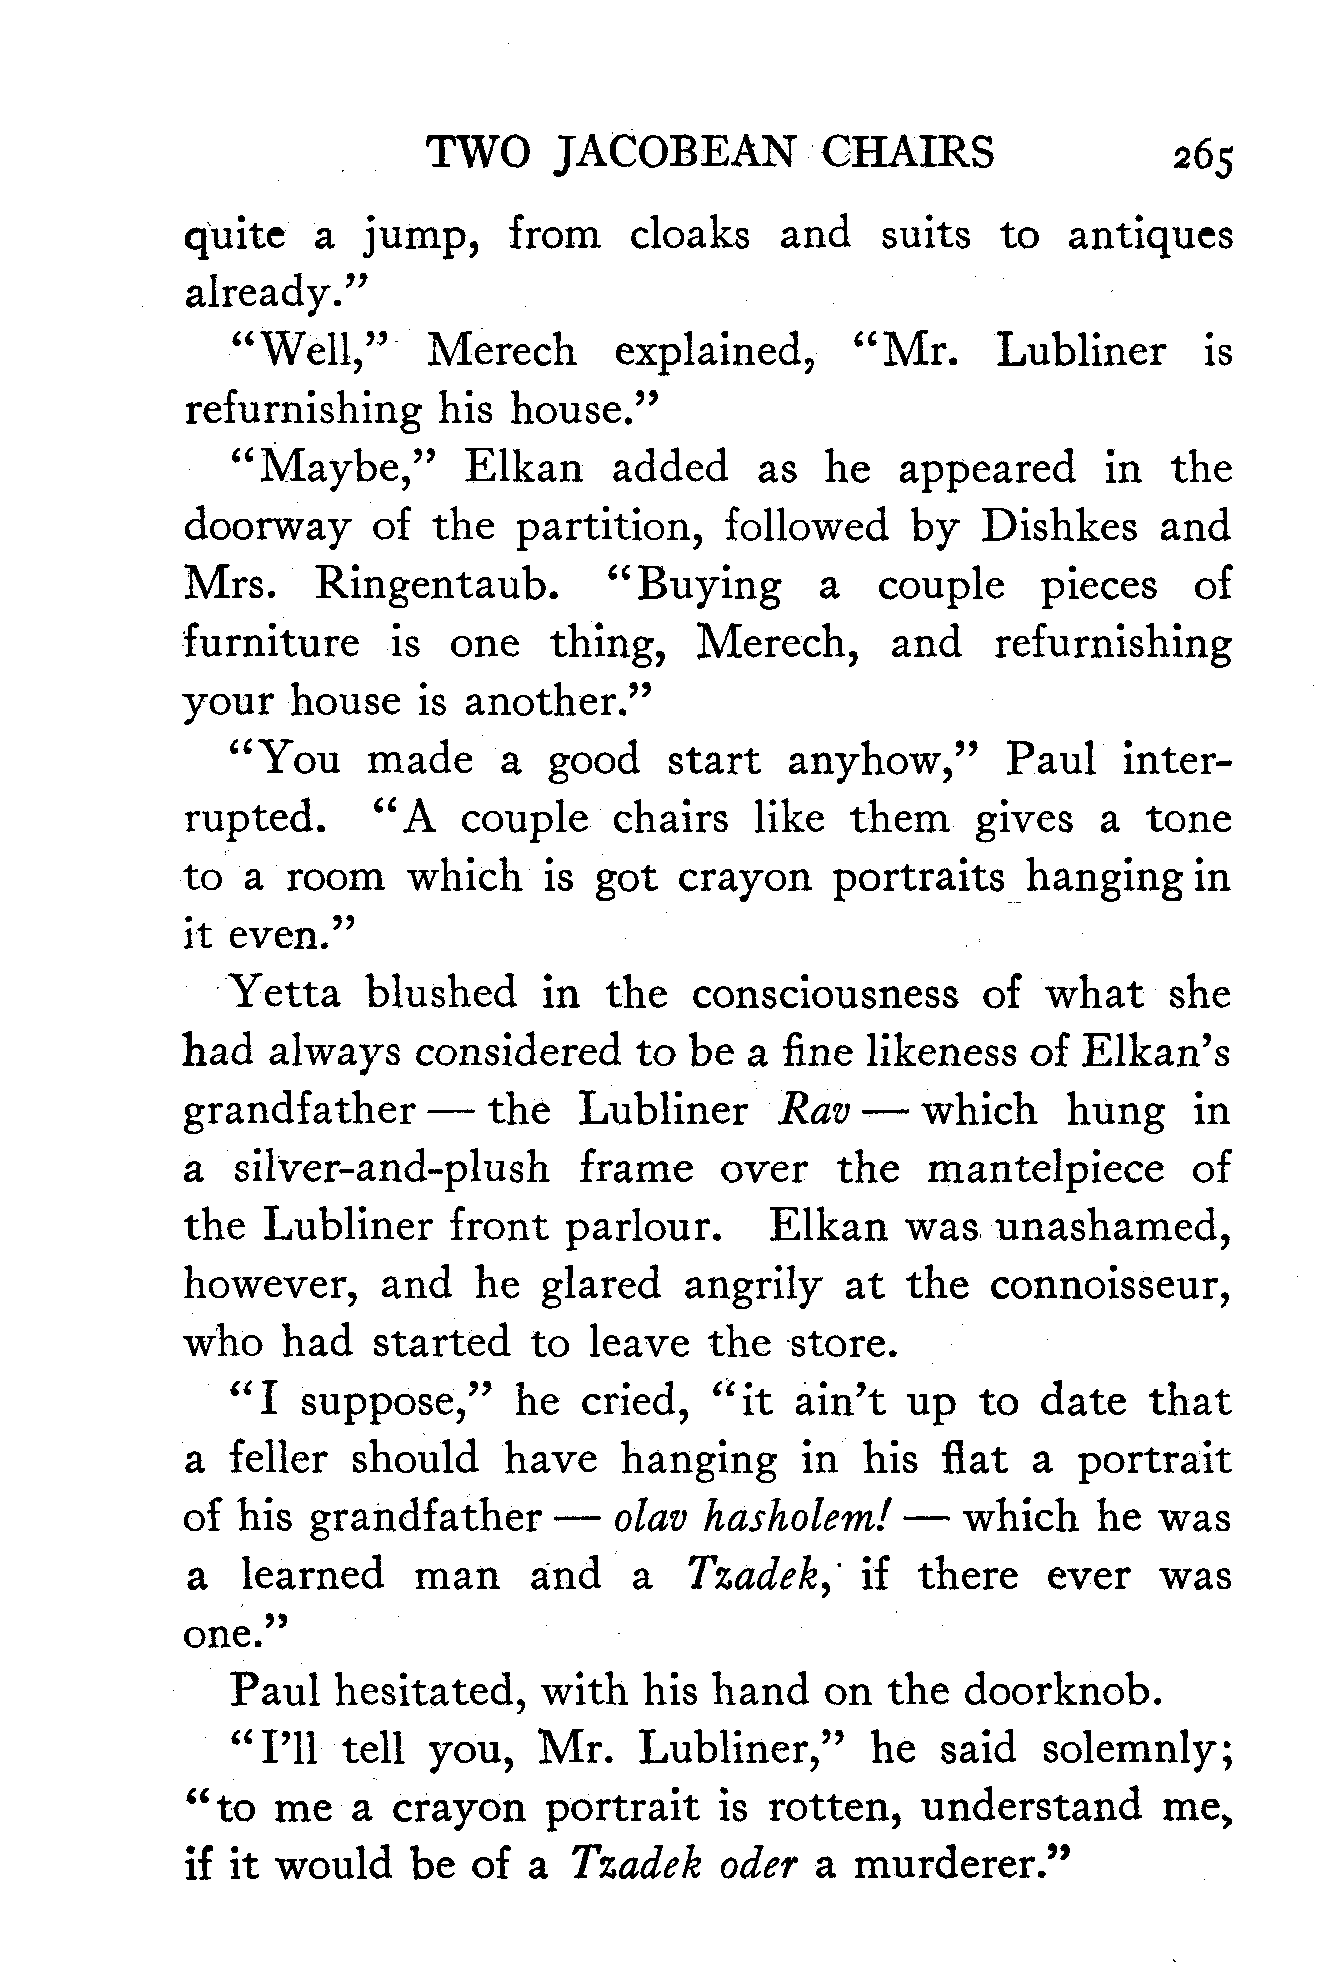 TWO JACOBEAN CHAIRS 265
quite a jump, from cloaks and suits to antiques
already.”
“Well,” Merech explained, “Mr. Lubliner is
refurnishing his house.”
“Maybe,” Elkan added as he appeared in the
doorway of the partition, followed by Dishkes and
Mrs. Ringentaub. “Buying a couple pieces of
furniture is one thing, Merech, and refurnishing
your house is another.”
“You made a good start anyhow,” Paul inter-
rupted. “A couple chairs like them gives a tone
to a room which is got crayon portraits hanging in
it even.”
Yetta blushed in the consciousness of what she
had always considered to be a fine likeness of Elkan’s
grandfather — the Lubliner Rav — which hung in
a silver-and-plush frame over the mantelpiece of
the Lubliner front parlour. Elkan was unashamed,
however, and he glared angrily at the connoisseur,
who had started to leave the store.
“I suppose,” he cried, “it ain’t up to date that
a feller should have hanging in his flat a portrait
of his grandfather — olav hasholem! — which he was
a learned man and a Tzadek, if there ever was
one.”
Paul hesitated, with his hand on the doorknob.
“I’ll tell you, Mr. Lubliner,” he said solemnly;
“to me a crayon portrait is rotten, understand me,
if it would be of a Tzadek oder a murderer.”